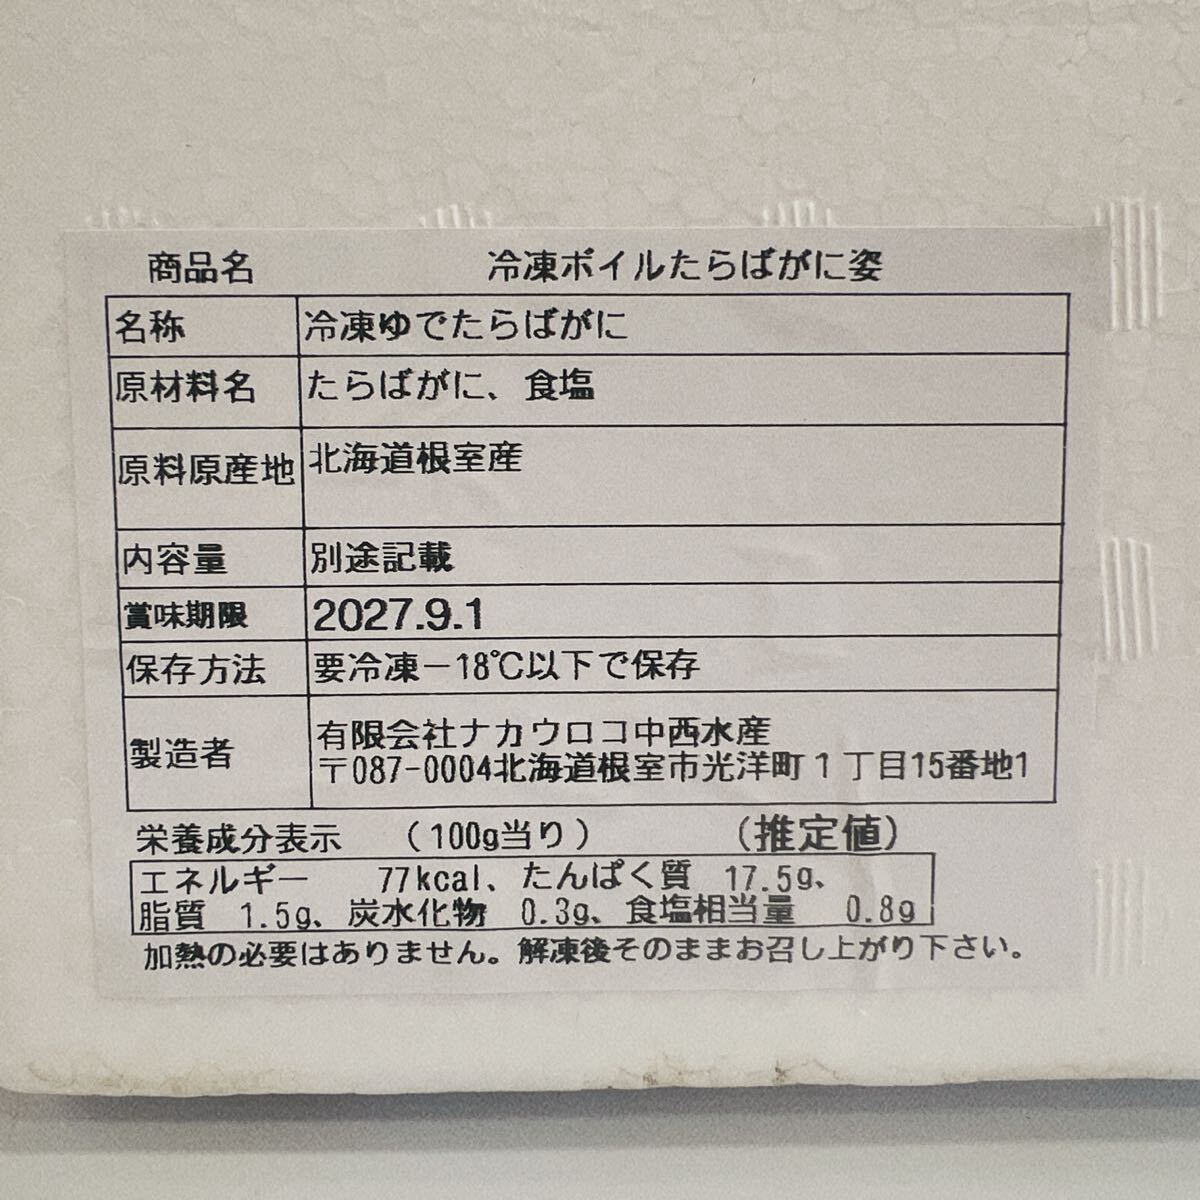 商品名 冷凍ボイルたらばがに姿
名称 冷凍ゆでたらばがに
原材料名 たらばがに、食塩
原料原産地 北海道根室産
内容量 別途記載
賞味期限 2027.9.1
保存方法 要冷凍－18℃以下で保存
製造者 有限会社ナカウロコ中西水産
〒087-0004北海道根室市光洋町1丁目15番地1
栄養成分表示 （100g当り） （推定値）
エネルギー 77kcal、たんぱく質 17.5g、
脂質 1.5g、炭水化物 0.3g、食塩相当量 0.8g
加熱の必要はありません。解凍後そのままお召し上がり下さい。